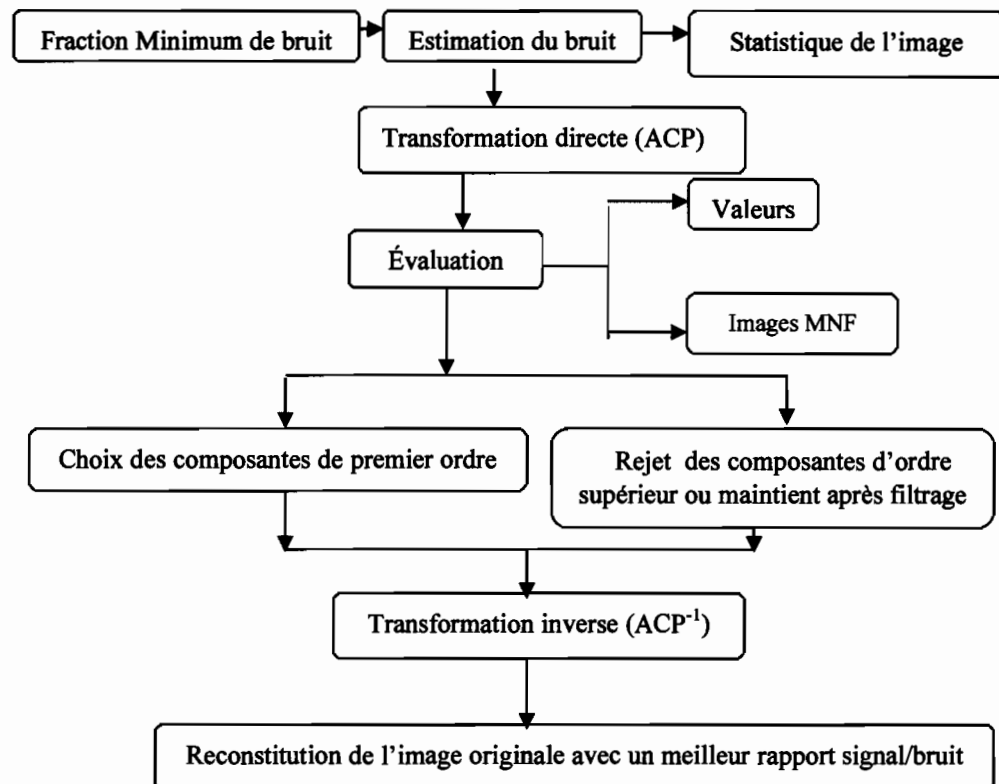 Fraction Minimum de bruit
Estimation du bruit
Statistique de l'image
Transformation directe (ACP)
Valeurs
Évaluation
Images MNF
Choix des composantes de premier ordre
Rejet des composantes d'ordre
supérieur ou maintient après filtrage
Transformation inverse (ACP⁻¹)
Reconstitution de l'image originale avec un meilleur rapport signal/bruit